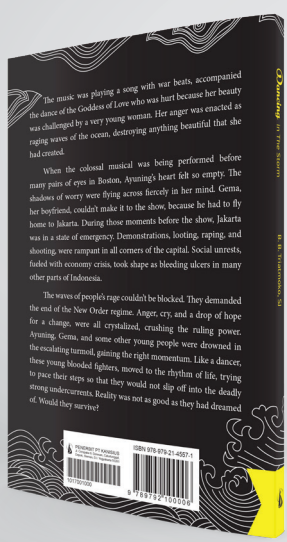 The music was playing a song with war beats, accompanied
the dance of the Goddess of Love who was hurt because her beauty
was challenged by a very young woman. Her anger was enacted as
raging waves of the ocean, destroying anything beautiful that she
had created.
When the colossal musical was being performed before
many pairs of eyes in Boston, Ayuning's heart felt so empty. The
shadows of worry were flying across fiercely in her mind. Gema,
her boyfriend, couldn't make it to the show, because he had to fly
home to Jakarta. During those moments before the show, Jakarta
was in a state of emergency. Demonstrations, looting, raping, and
shooting, were rampant in all corners of the capital. Social unrests,
fueled with economy crisis, took shape as bleeding ulcers in many
other parts of Indonesia.
The waves of people's rage couldn't be blocked. They demanded
the end of the New Order regime. Anger, cry, and a drop of hope
for a change, were all crystalized, crushing the ruling power.
Ayuning, Gema, and some other young people were drowned in
the escalating turmoil, gaining the right momentum. Like a dancer,
these young blooded fighters, moved to the rhythm of life, trying
to pace their steps so that they would not slip off into the deadly
strong undercurrents. Reality was not as good as they had dreamed
of. Would they survive?
Dancing In The Storm
PENERBIT PT KANISIUS
1017001000
ISBN 978-979-21-4557-1
9 789792 100006